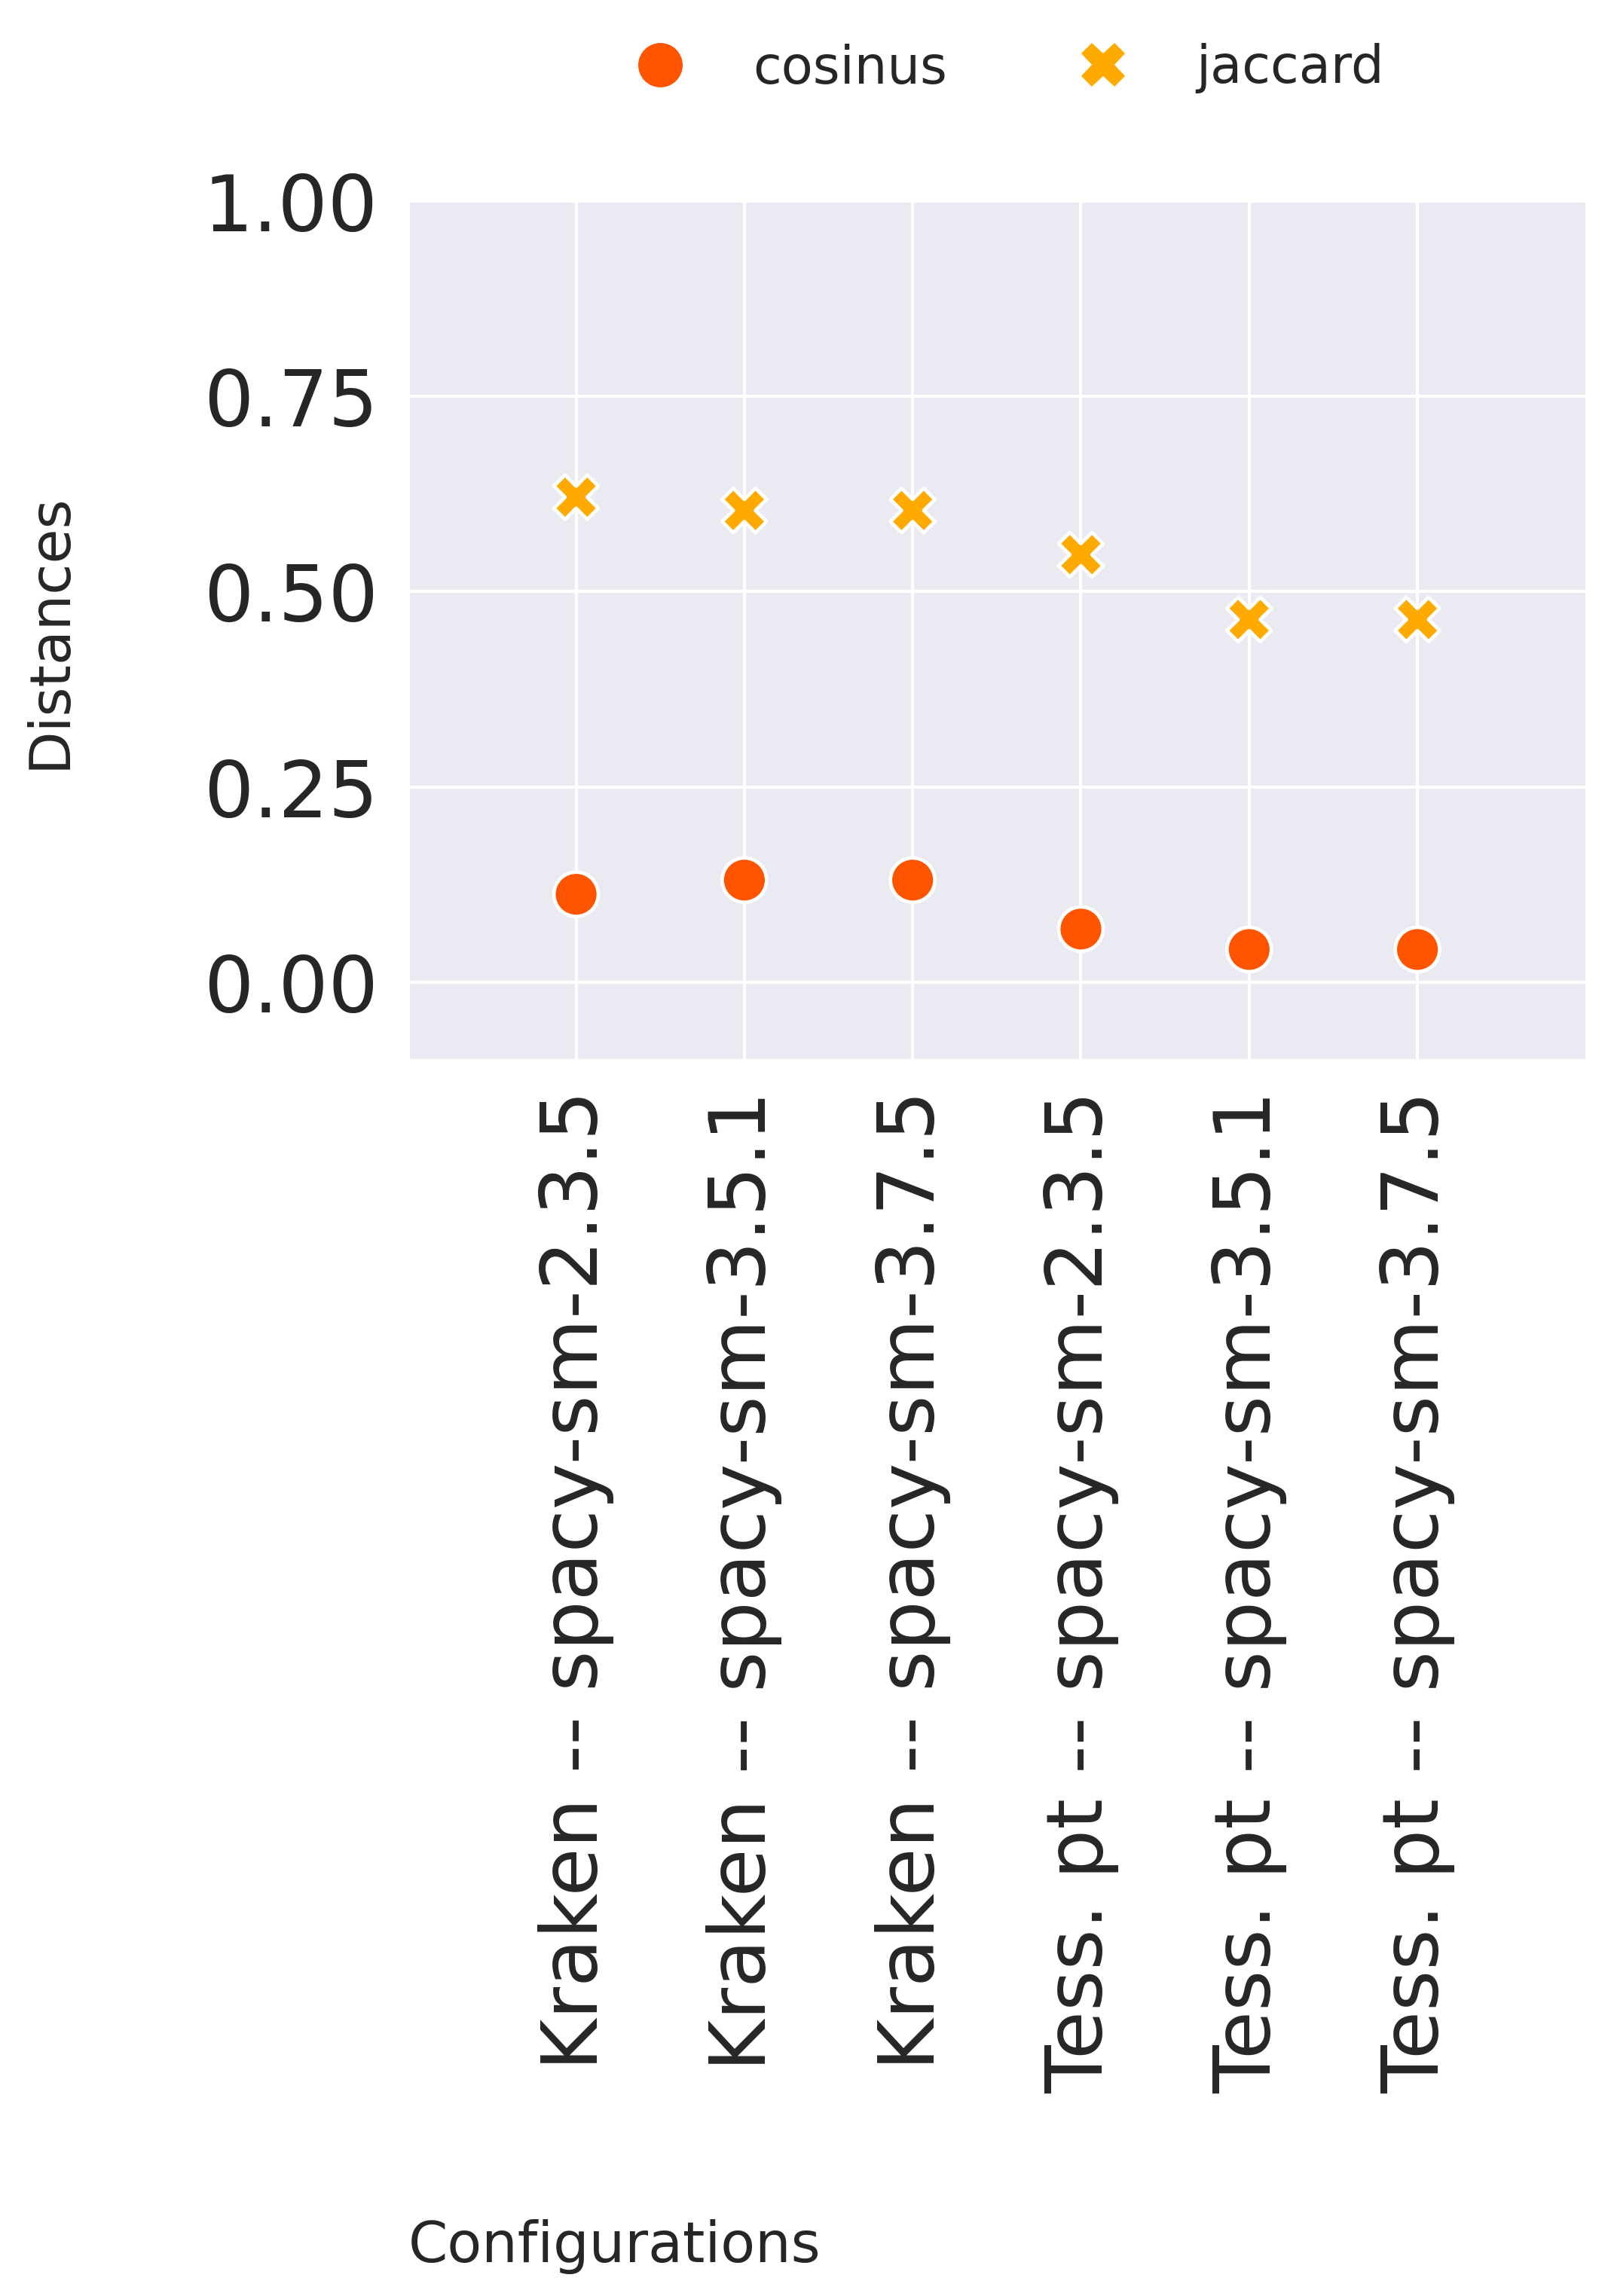 cosinus jaccard
1.00
0.75
0.50
0.25
0.00
Distances
Kraken -- spacy-sm-2.3.5
Kraken -- spacy-sm-3.5.1
Kraken -- spacy-sm-3.7.5
Tess. pt -- spacy-sm-2.3.5
Tess. pt -- spacy-sm-3.5.1
Tess. pt -- spacy-sm-3.7.5
Configurations